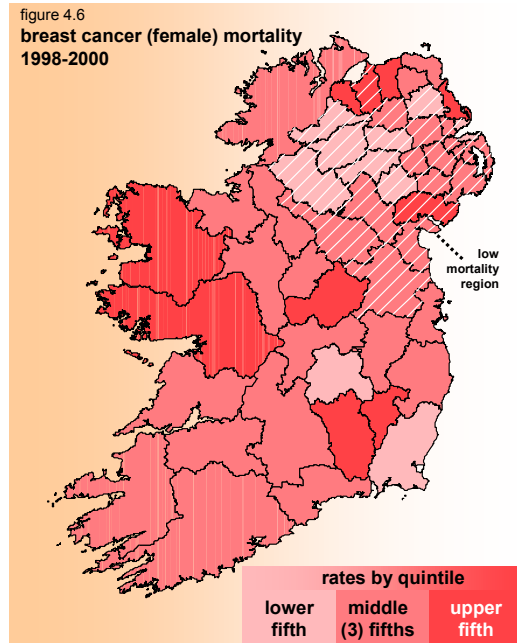 figure 4.6
breast cancer (female) mortality
1998-2000
low
mortality
region
rates by quintile
lower
fifth
middle
(3) fifths
upper
fifth